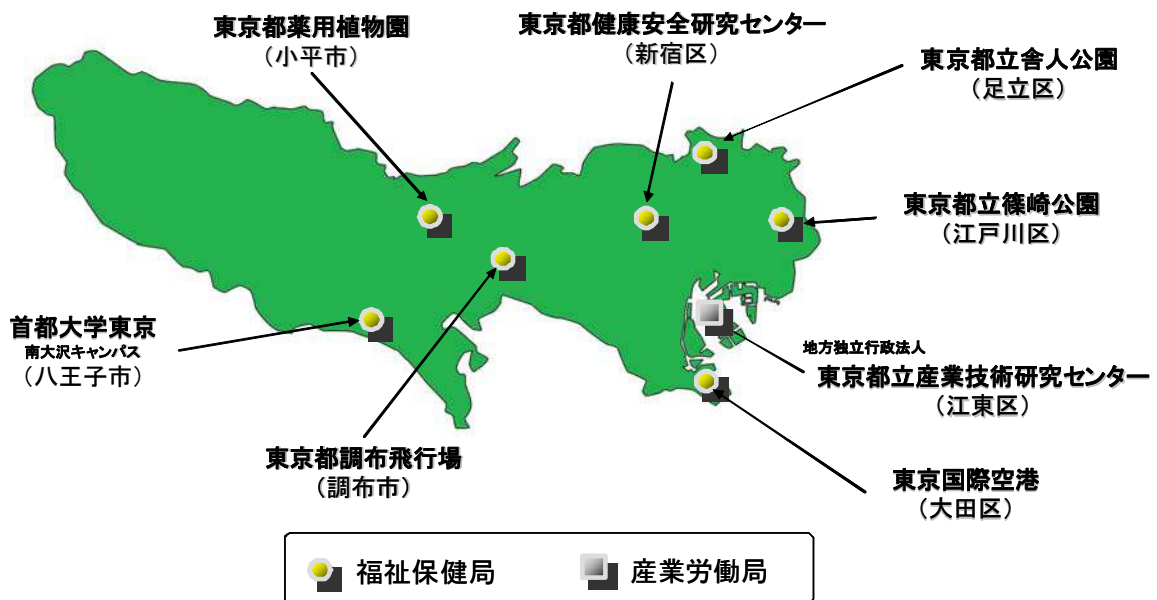 東京都薬用植物園
(小平市)
東京都健康安全研究センター
(新宿区)
東京都立舎人公園
(足立区)
東京都立篠崎公園
(江戸川区)
首都大学東京
南大沢キャンパス
(八王子市)
地方独立行政法人
東京都立産業技術研究センター
(江東区)
東京都調布飛行場
(調布市)
東京国際空港
(大田区)
福祉保健局
産業労働局